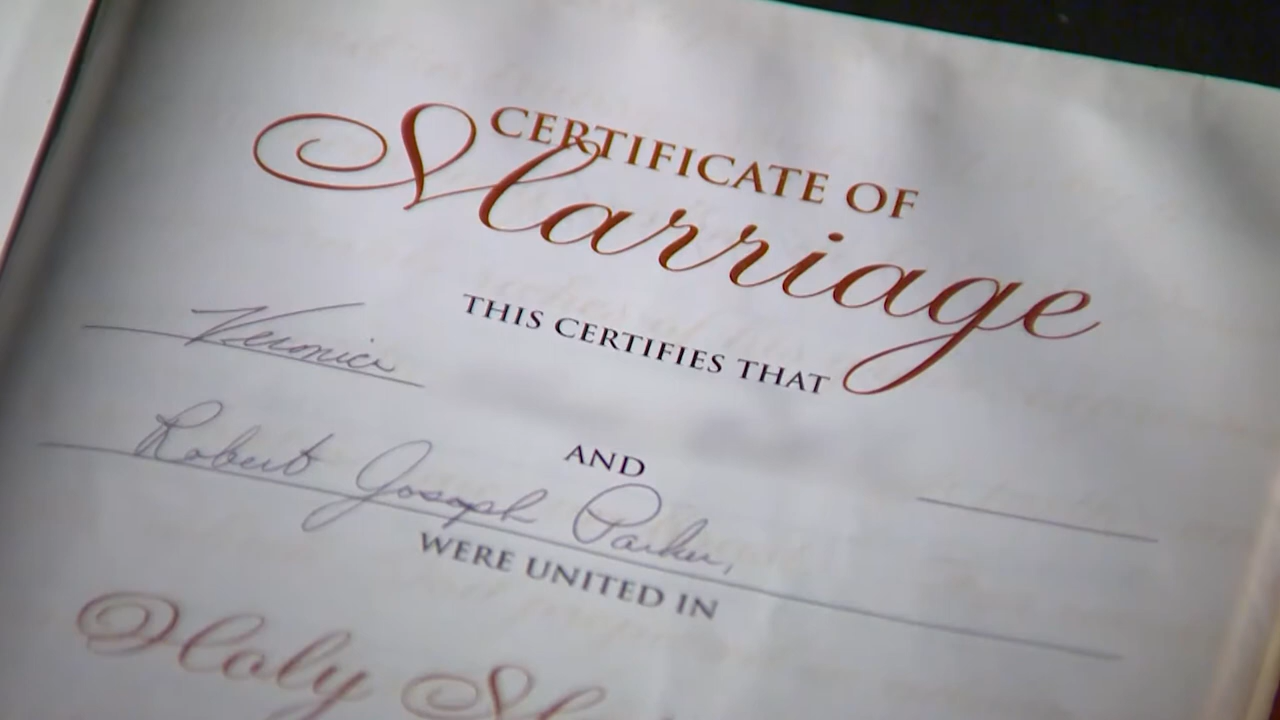 CERTIFICATE OF
Marriage
THIS CERTIFIES THAT
Veronica
AND
Robert Joseph Parker,
WERE UNITED IN
Holy